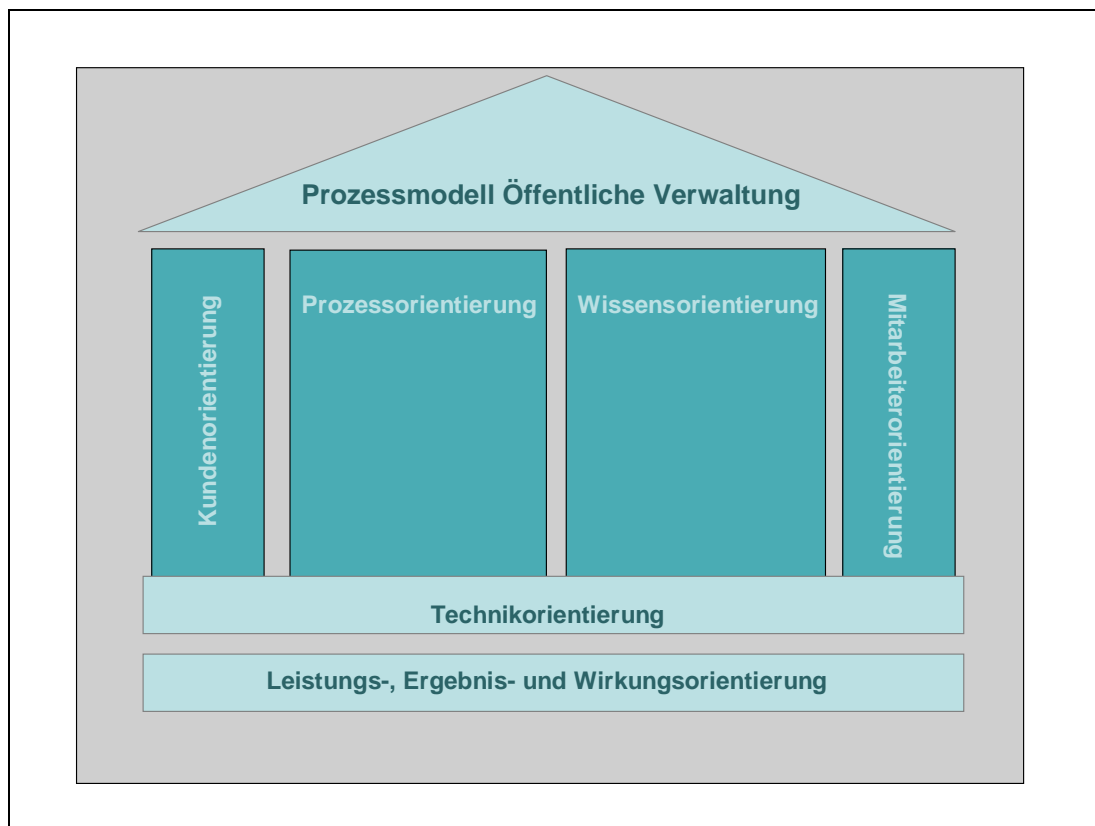 Prozessmodell Öffentliche Verwaltung
Kundenorientierung
Prozessorientierung
Wissensorientierung
Mitarbeiterorientierung
Technikorientierung
Leistungs-, Ergebnis- und Wirkungsorientierung